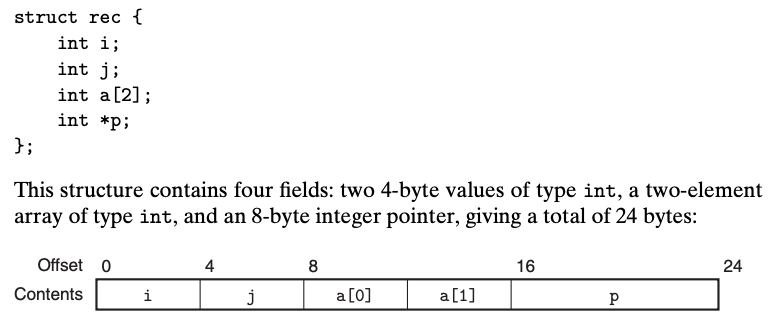 struct rec {
    int i;
    int j;
    int a[2];
    int *p;
};
This structure contains four fields: two 4-byte values of type int, a two-element
array of type int, and an 8-byte integer pointer, giving a total of 24 bytes:
Offset 0 4 8 16 24
Contents i j a[0] a[1] p